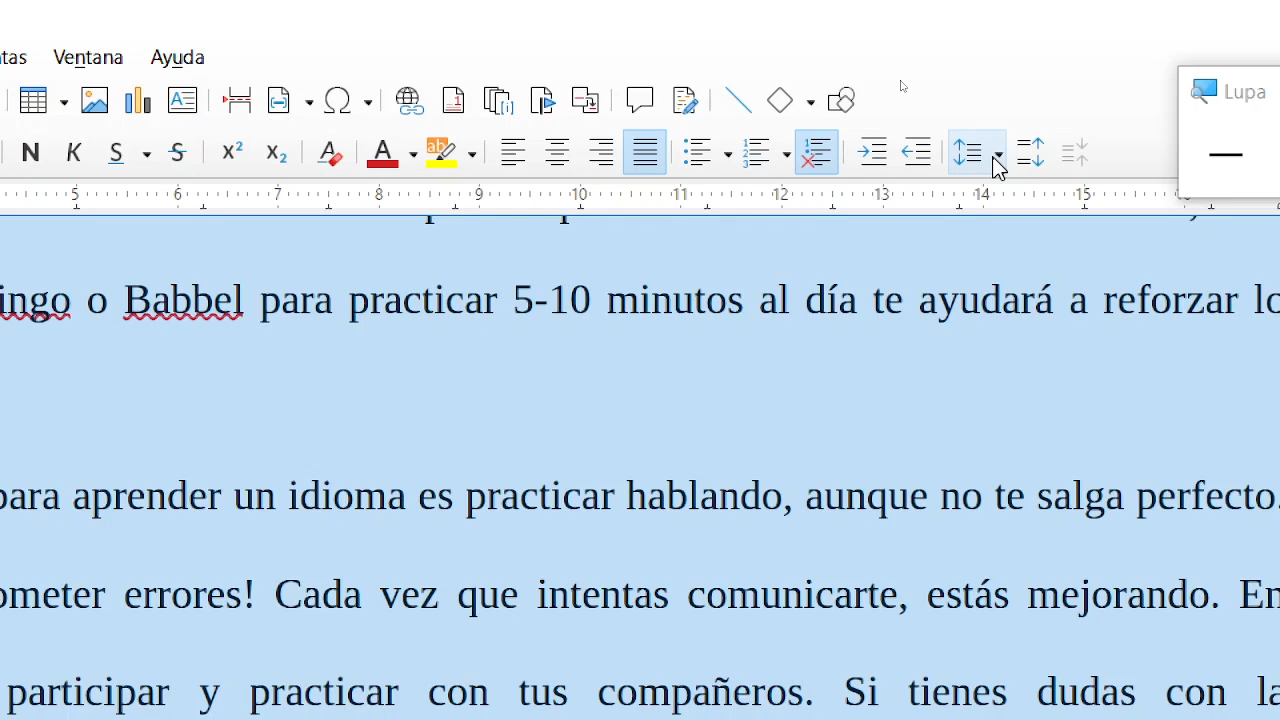 tas Ventana Ayuda
Lupa
N K S S X² X₂ A ab
5 6 7 8 9 10 11 12 13 14 15
ingo o Babbel para practicar 5-10 minutos al día te ayudará a reforzar lo
para aprender un idioma es practicar hablando, aunque no te salga perfecto.
ometer errores! Cada vez que intentas comunicarte, estás mejorando. En
participar y practicar con tus compañeros. Si tienes dudas con la